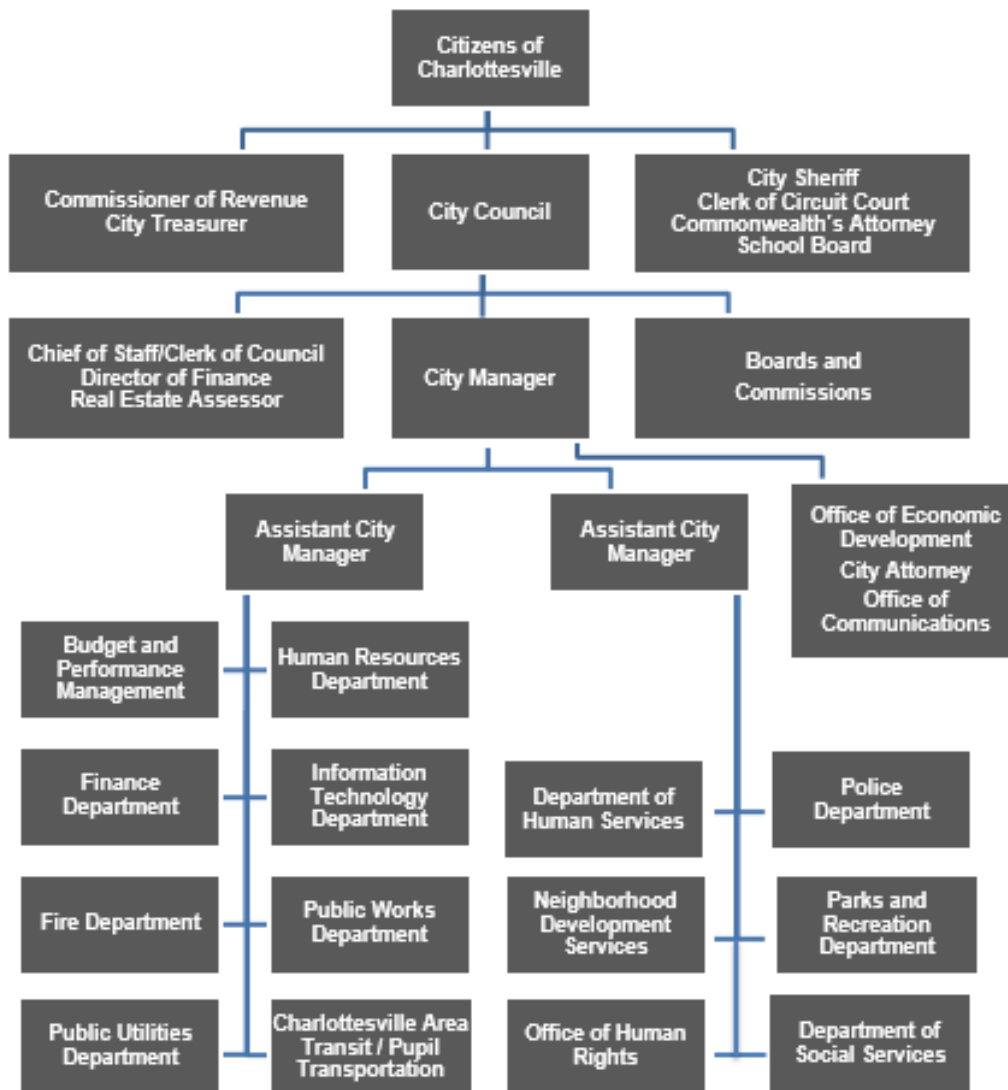 Citizens of
Charlottesville
Commissioner of Revenue
City Treasurer
City Council
City Sheriff
Clerk of Circuit Court
Commonwealth's Attorney
School Board
Chief of Staff/Clerk of Council
Director of Finance
Real Estate Assessor
City Manager
Boards and
Commissions
Assistant City
Manager
Assistant City
Manager
Office of Economic
Development
City Attorney
Office of
Communications
Budget and
Performance
Management
Human Resources
Department
Finance
Department
Information
Technology
Department
Fire Department
Public Works
Department
Public Utilities
Department
Charlottesville Area
Transit / Pupil
Transportation
Department of
Human Services
Police
Department
Neighborhood
Development
Services
Parks and
Recreation
Department
Office of Human
Rights
Department of
Social Services